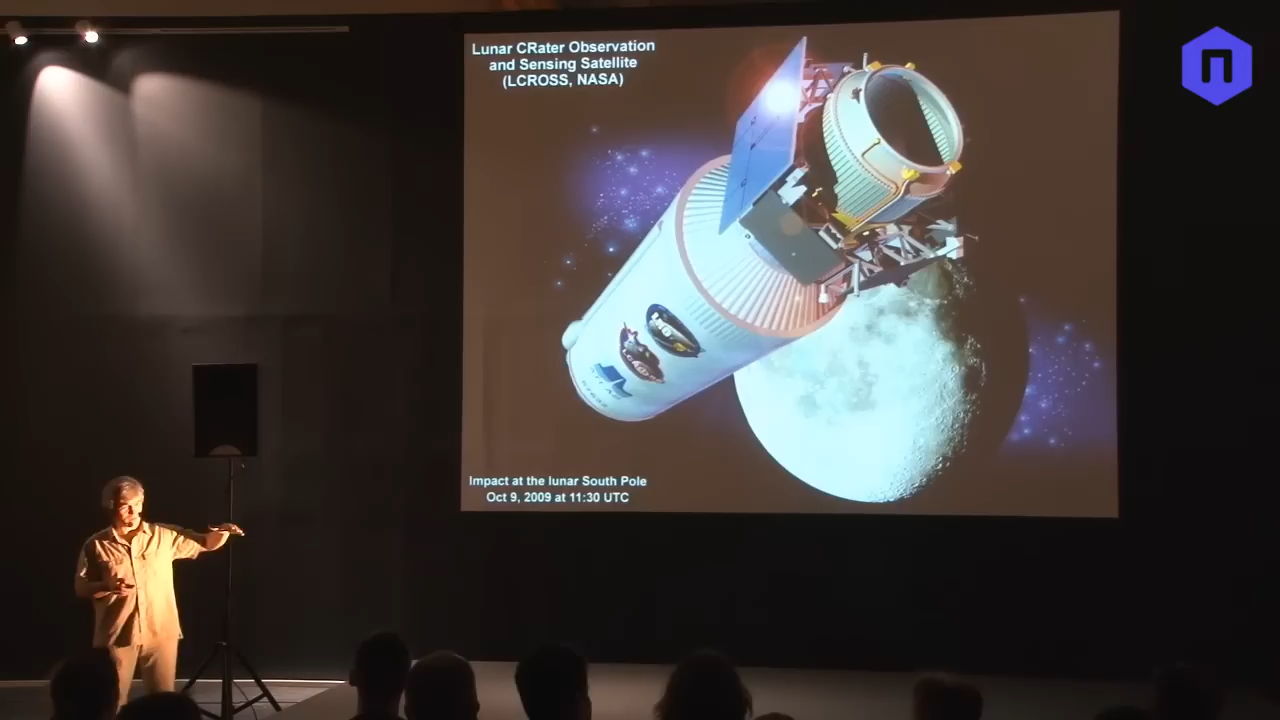 Lunar CRater Observation
and Sensing Satellite
(LCROSS, NASA)
Impact at the lunar South Pole
Oct 9, 2009 at 11:30 UTC